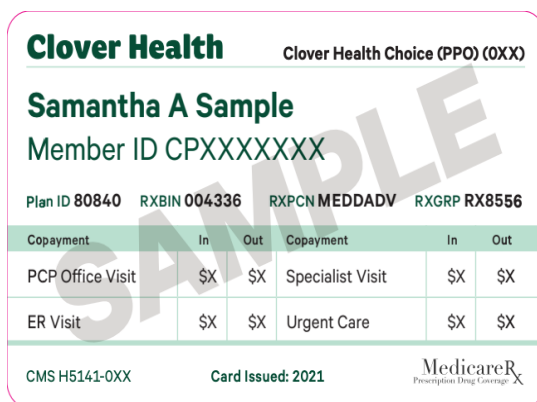 Clover Health
Clover Health Choice (PPO) (0XX)
Samantha A Sample
Member ID CPXXXXXXX
Plan ID 80840 RXBIN 004336 RXPCN MEDDADV RXGRP RX8556
Copayment In Out Copayment In Out
PCP Office Visit $X $X Specialist Visit $X $X
ER Visit $X $X Urgent Care $X $X
SAMPLE
CMS H5141-0XX Card Issued: 2021 MedicareRx
Prescription Drug Coverage